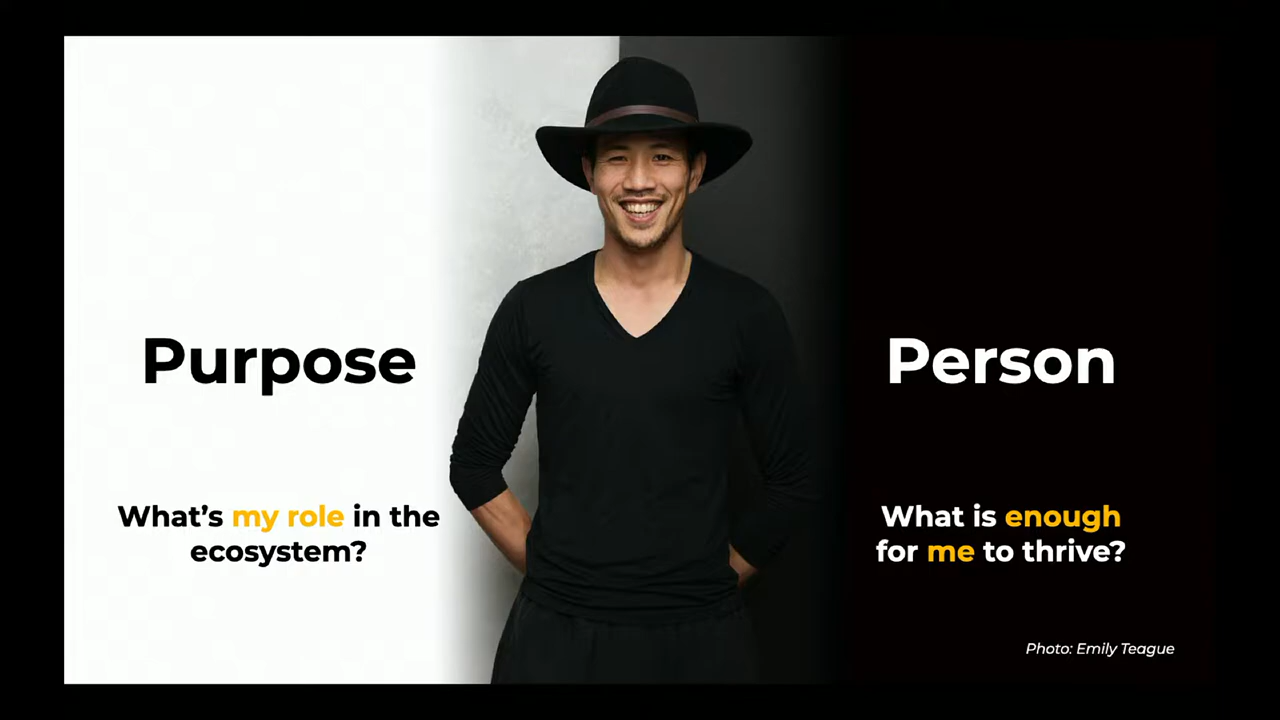 Purpose
What's my role in the
ecosystem?
Person
What is enough
for me to thrive?
Photo: Emily Teague